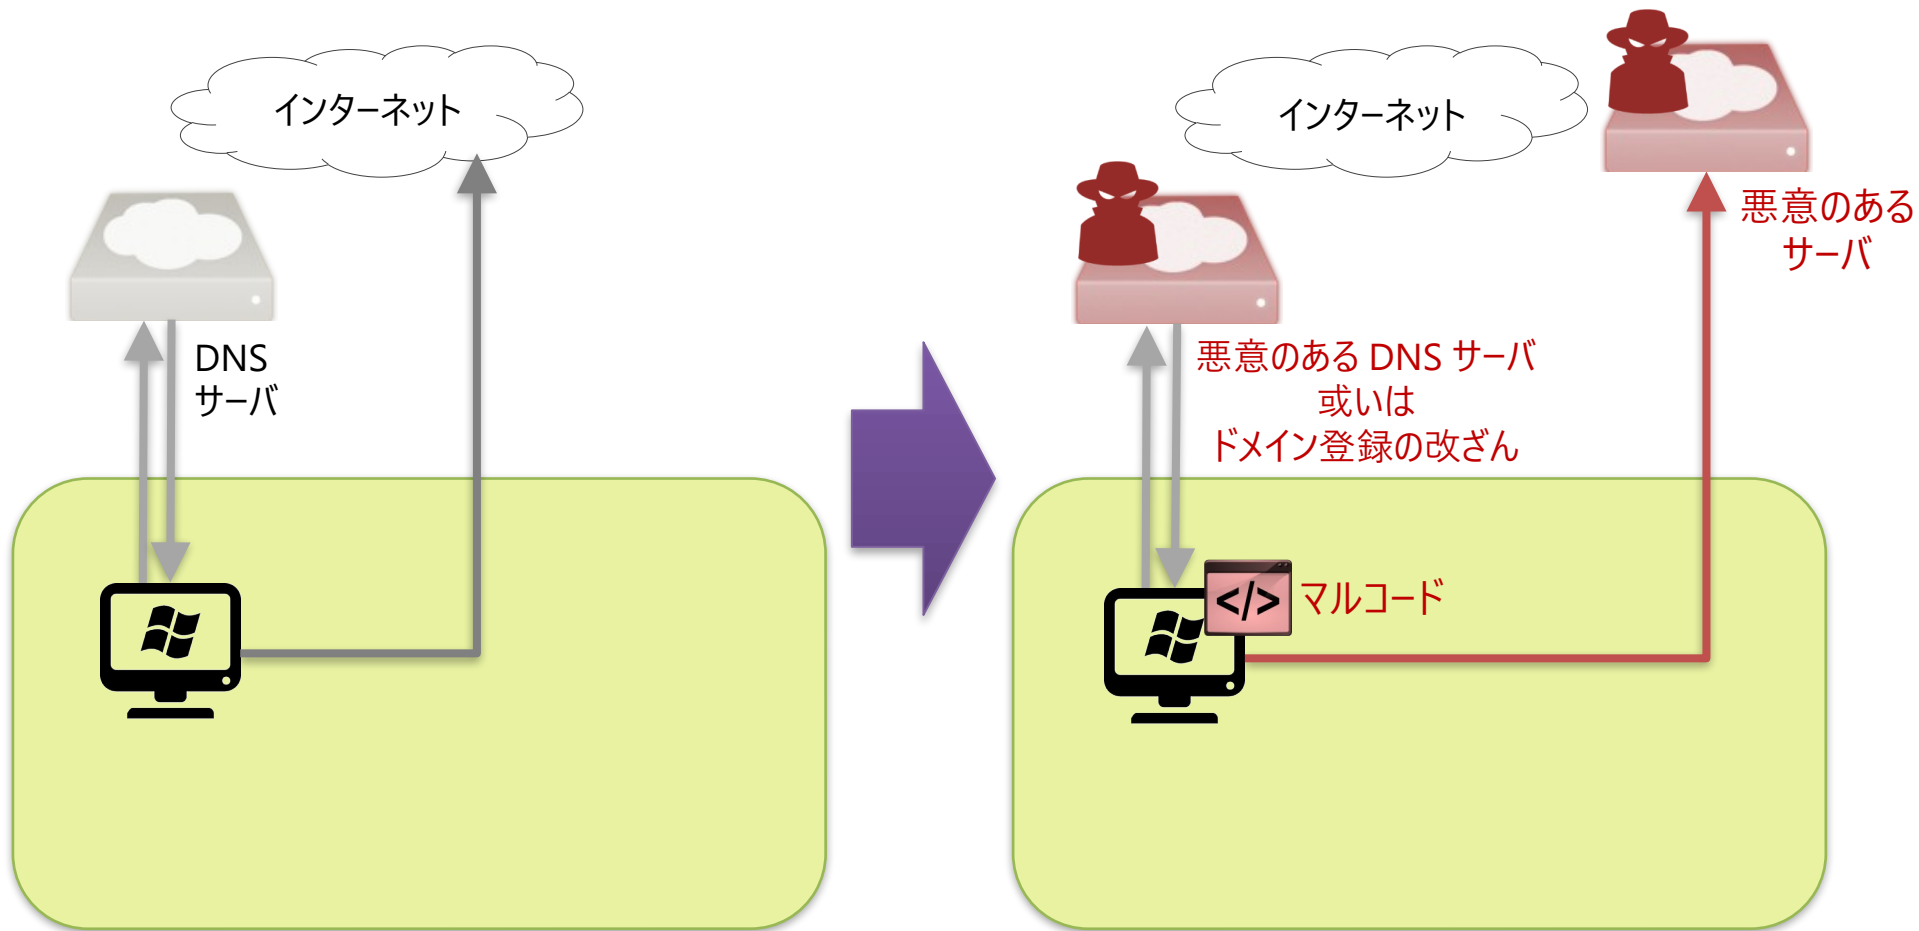 インターネット
DNS
サーバ
インターネット
悪意のある
サーバ
悪意のある DNS サーバ
或いは
ドメイン登録の改ざん
</>
マルコード